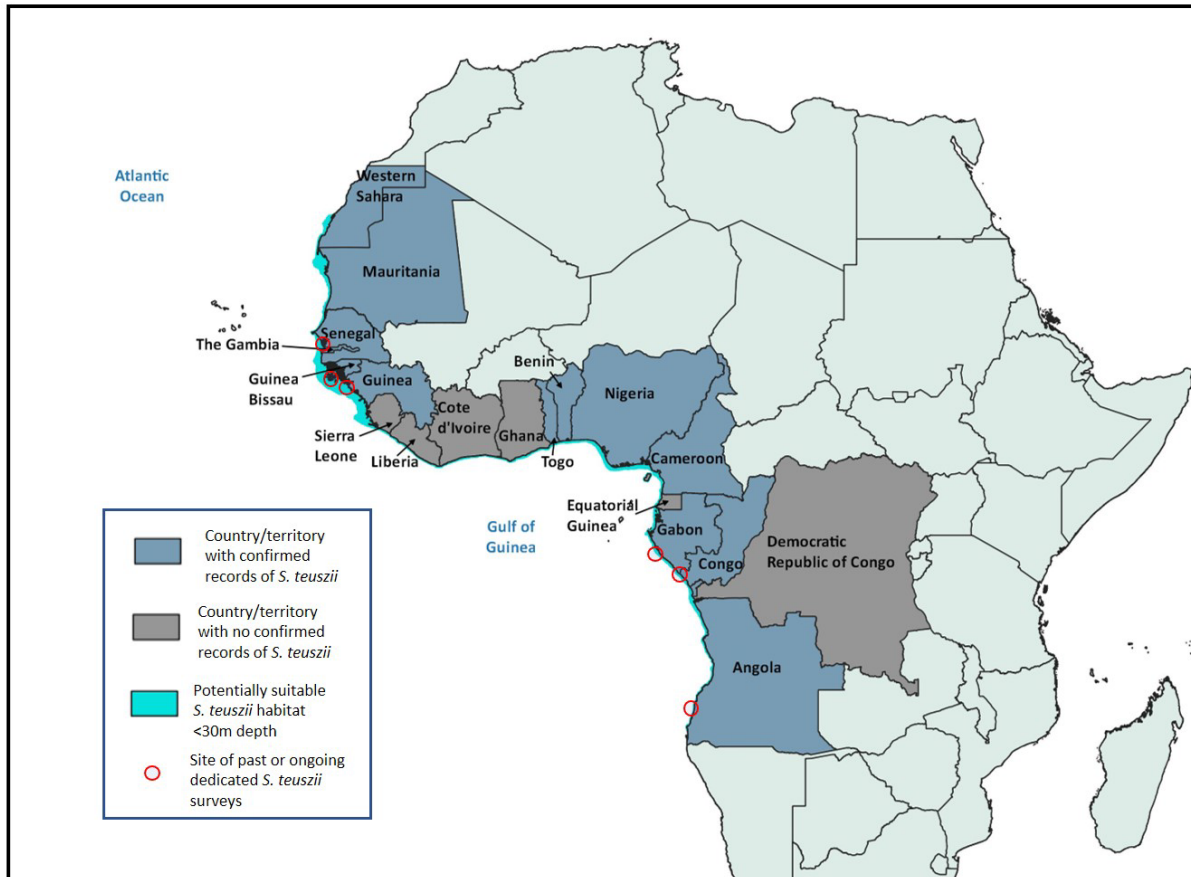 Atlantic
Ocean
Western
Sahara
Mauritania
Senegal
The Gambia
Guinea
Bissau
Guinea
Sierra
Leone
Liberia
Cote
d'Ivoire
Ghana
Togo
Benin
Nigeria
Cameroon
Equatorial
Guinea
Gulf of
Guinea
Gabon
Congo
Democratic
Republic of Congo
Angola
Country/territory
with confirmed
records of S. teuszii
Country/territory
with no confirmed
records of S. teuszii
Potentially suitable
S. teuszii habitat
<30m depth
Site of past or ongoing
dedicated S. teuszii
surveys